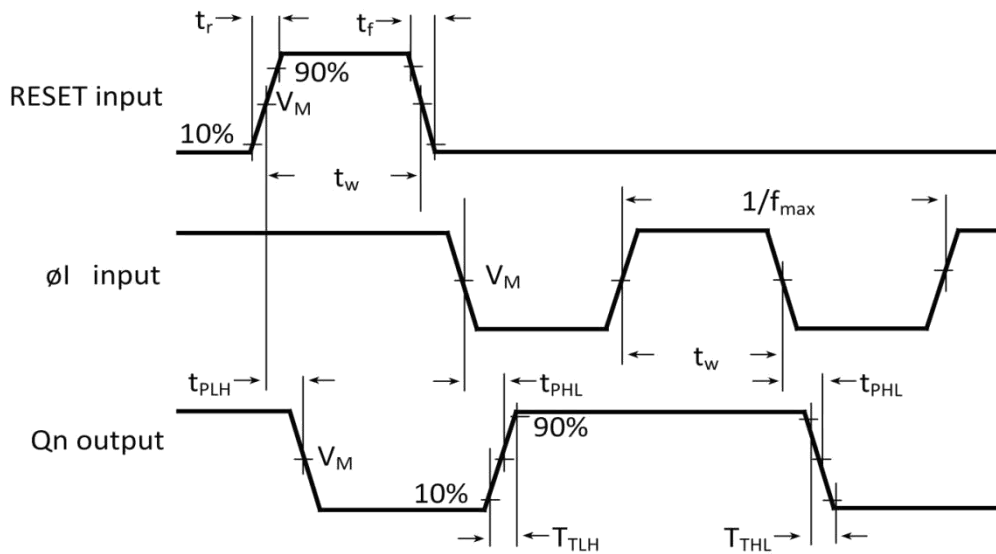 tr
tf
90%
RESET input
VM
10%
tw
1/fmax
øI input
VM
tw
tPLH
tPHL
tPHL
90%
Qn output
VM
10%
TTLH
TTHL